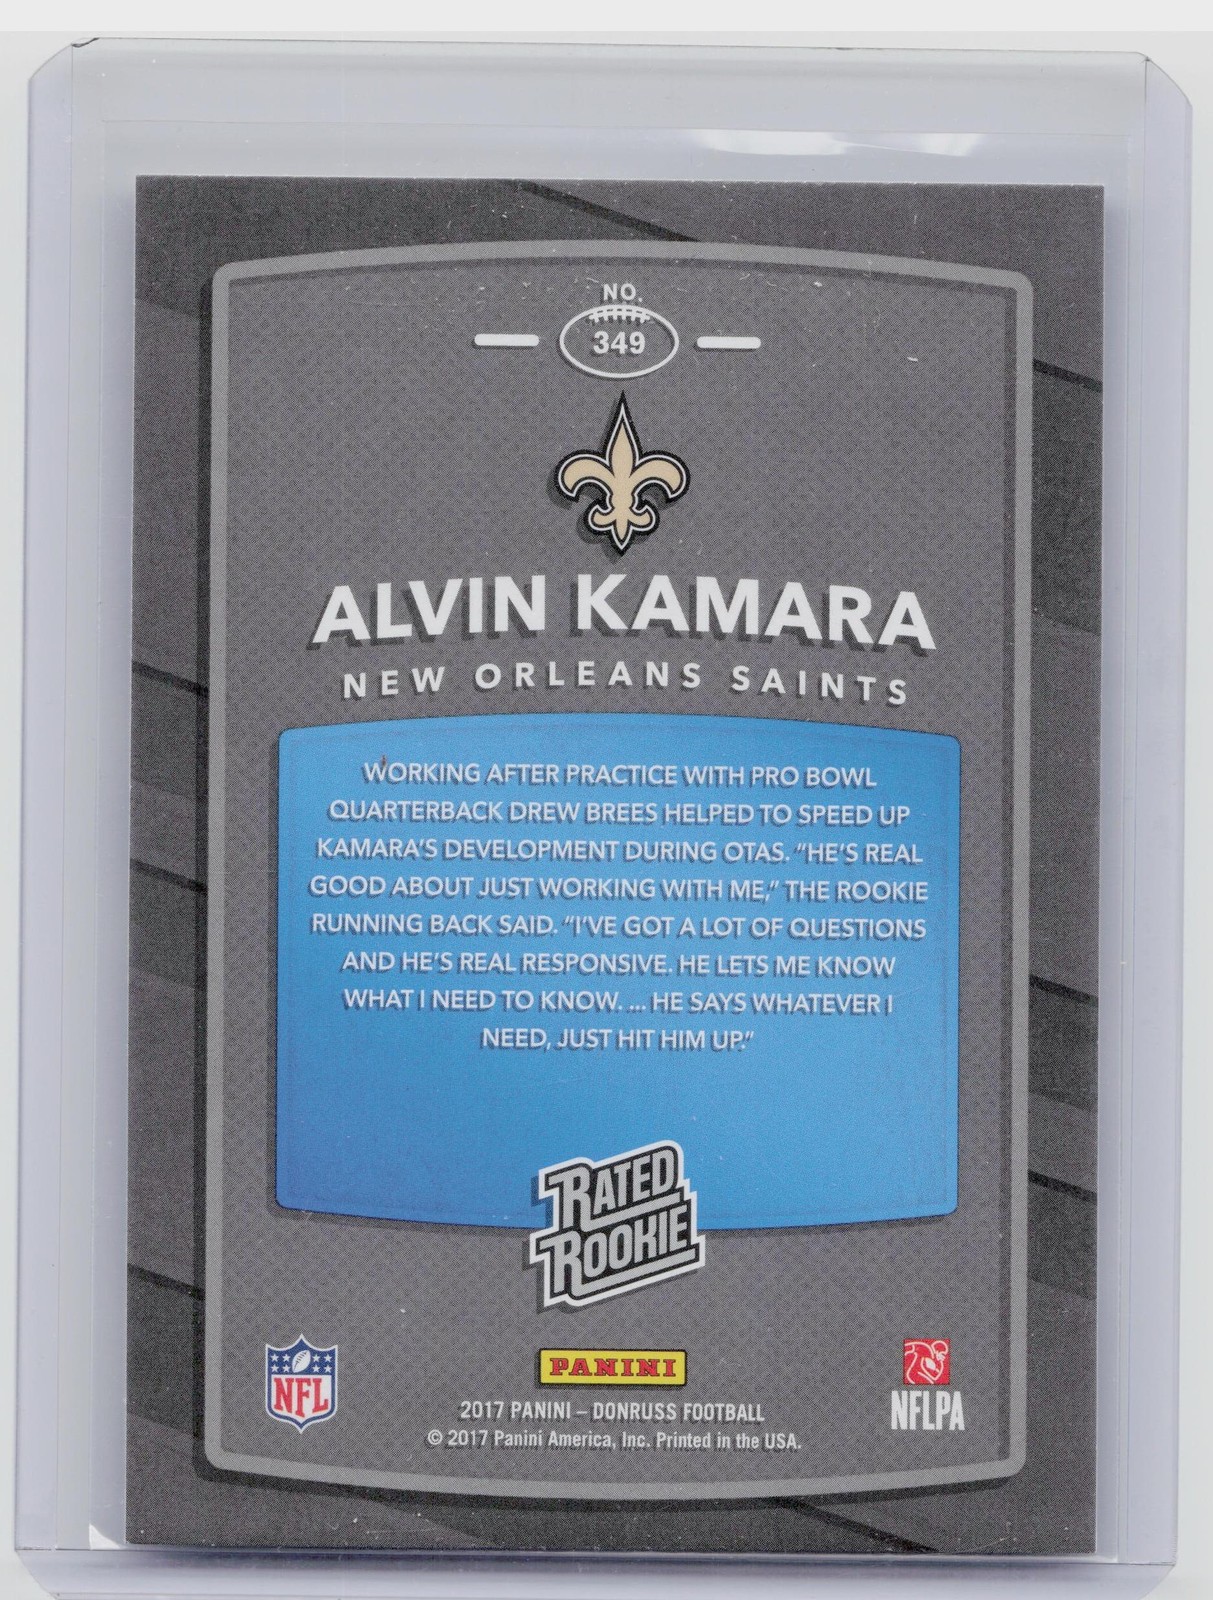 NO.
349
ALVIN KAMARA
NEW ORLEANS SAINTS
WORKING AFTER PRACTICE WITH PRO BOWL
QUARTERBACK DREW BREES HELPED TO SPEED UP
KAMARA'S DEVELOPMENT DURING OTAS. "HE'S REAL
GOOD ABOUT JUST WORKING WITH ME," THE ROOKIE
RUNNING BACK SAID. "I'VE GOT A LOT OF QUESTIONS
AND HE'S REAL RESPONSIVE. HE LETS ME KNOW
WHAT I NEED TO KNOW. ... HE SAYS WHATEVER I
NEED, JUST HIT HIM UP."
RATED
ROOKIE
NFL
PANINI
NFLPA
2017 PANINI – DONRUSS FOOTBALL
© 2017 Panini America, Inc. Printed in the USA.